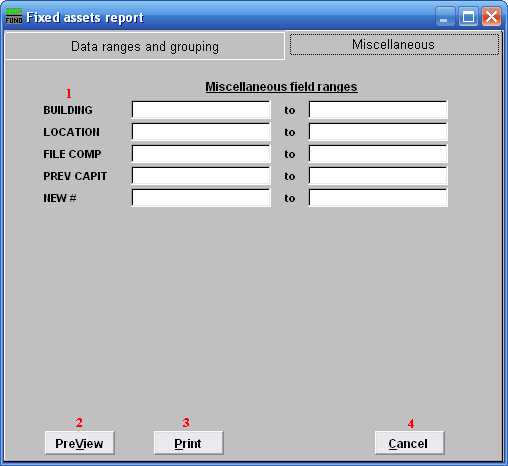 FUND Fixed assets report
Data ranges and grouping Miscellaneous
Miscellaneous field ranges
1
BUILDING to
LOCATION to
FILE COMP to
PREV CAPIT to
NEW # to
2 3 4
PreView Print Cancel